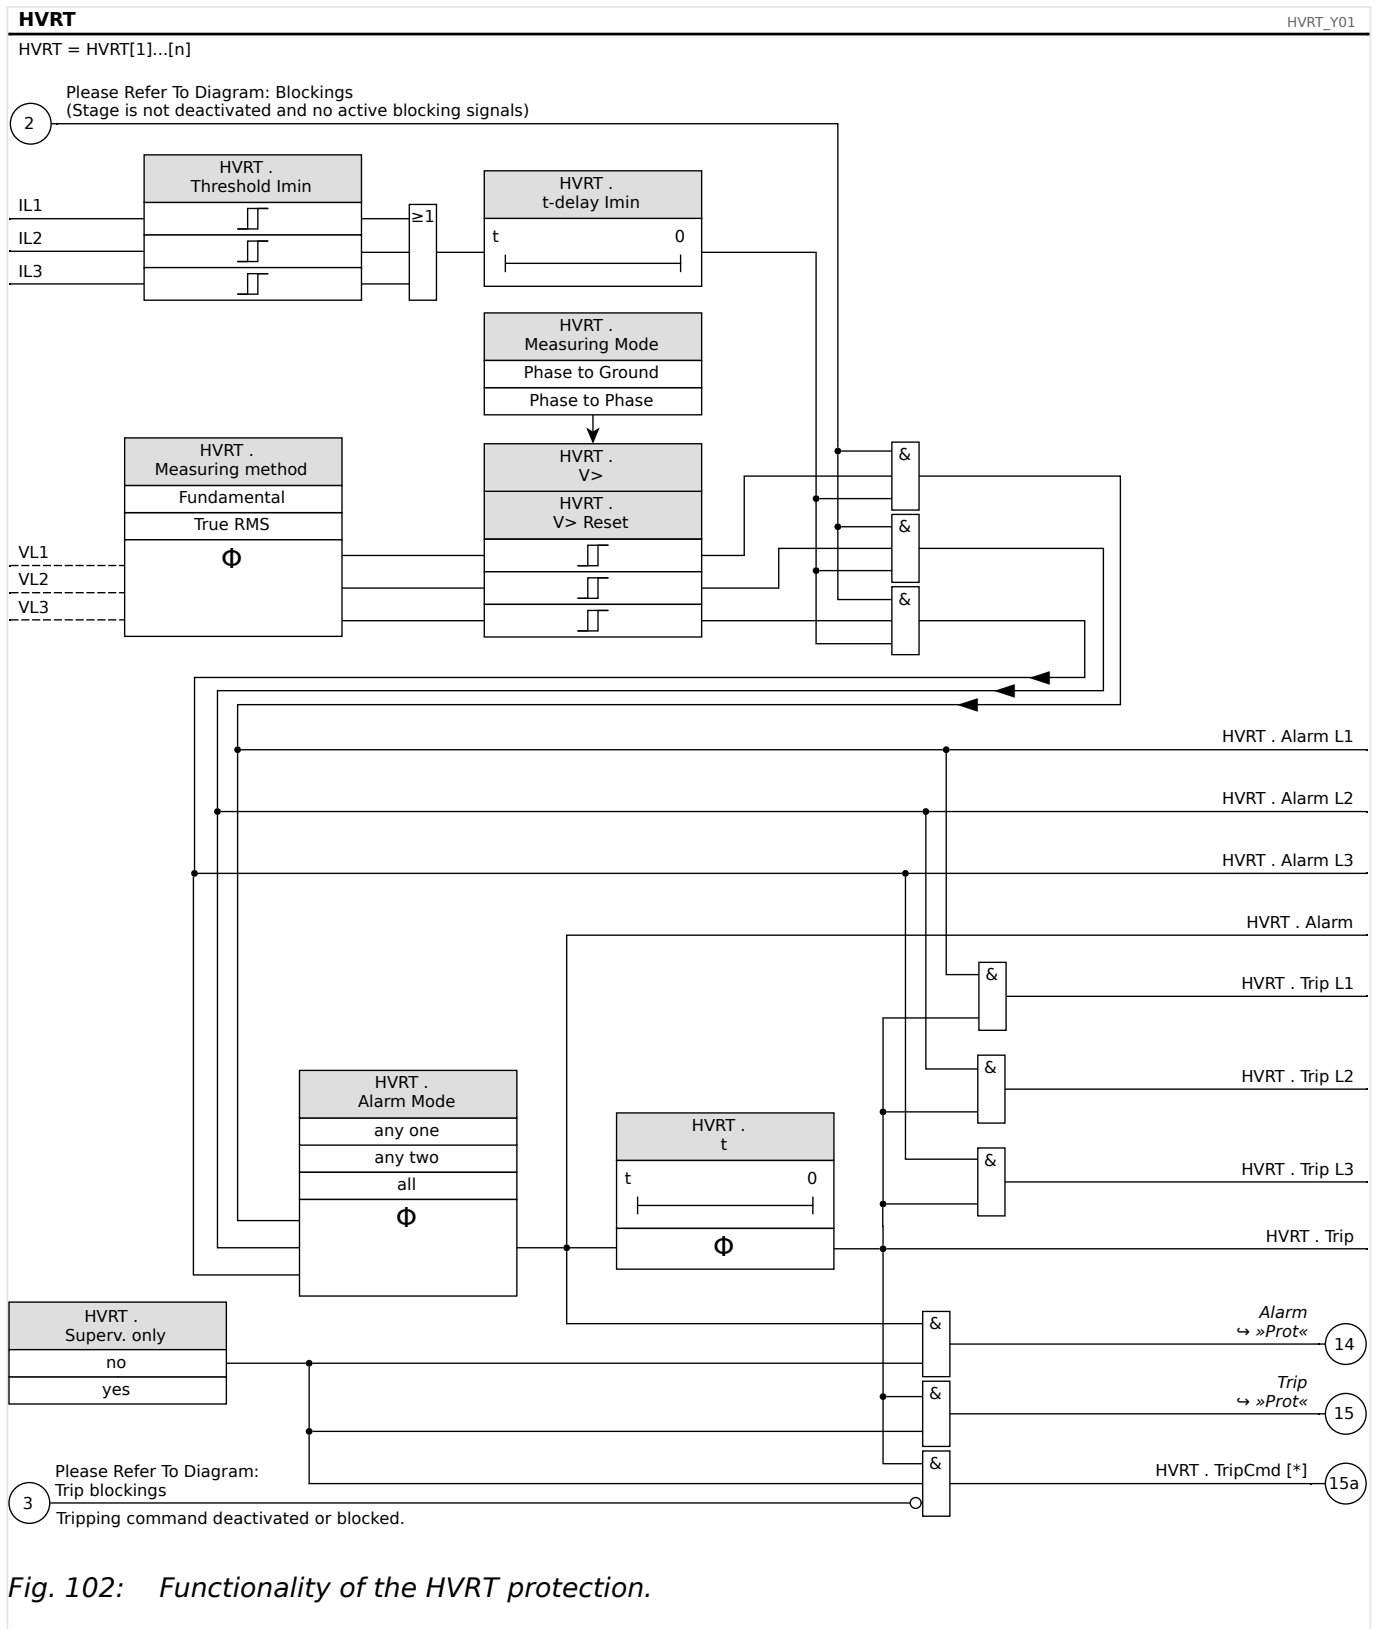 HVRT
HVRT_Y01
HVRT = HVRT[1]...[n]
Please Refer To Diagram: Blockings
(Stage is not deactivated and no active blocking signals)
2
HVRT .
Threshold Imin
IL1
IL2
IL3
≥1
HVRT .
t-delay Imin
t 0
HVRT .
Measuring Mode
Phase to Ground
Phase to Phase
HVRT .
Measuring method
Fundamental
True RMS
Φ
VL1
VL2
VL3
HVRT .
V>
HVRT .
V> Reset
&
&
&
HVRT . Alarm L1
HVRT . Alarm L2
HVRT . Alarm L3
HVRT . Alarm
&
HVRT . Trip L1
&
HVRT . Trip L2
&
HVRT . Trip L3
HVRT . Trip
HVRT .
Alarm Mode
any one
any two
all
Φ
HVRT .
t
t 0
Φ
HVRT .
Superv. only
no
yes
&
Alarm
↪ »Prot«
14
&
Trip
↪ »Prot«
15
&
HVRT . TripCmd [*]
15a
Please Refer To Diagram:
Trip blockings
3
Tripping command deactivated or blocked.
Fig. 102: Functionality of the HVRT protection.